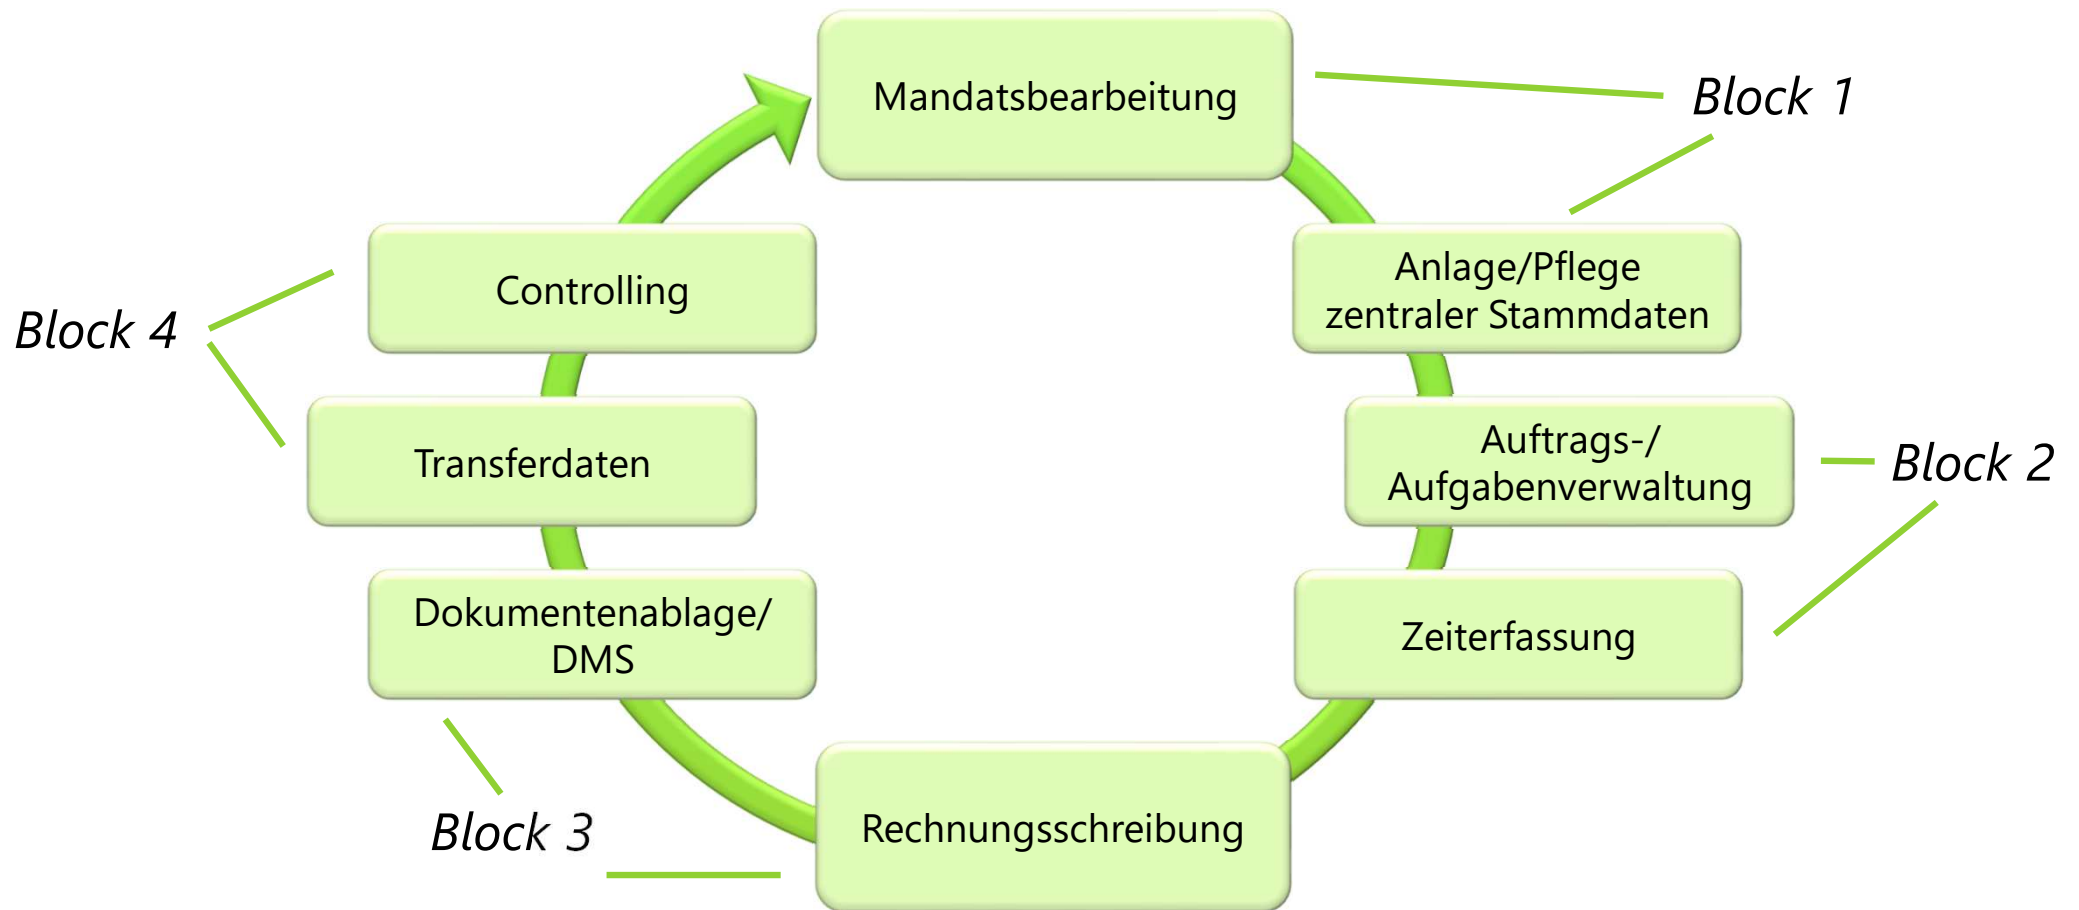 Mandatsbearbeitung
Block 1
Anlage/Pflege
zentraler Stammdaten
Auftrags-/
Aufgabenverwaltung
Block 2
Zeiterfassung
Rechnungsschreibung
Block 3
Dokumentenablage/
DMS
Transferdaten
Block 4
Controlling